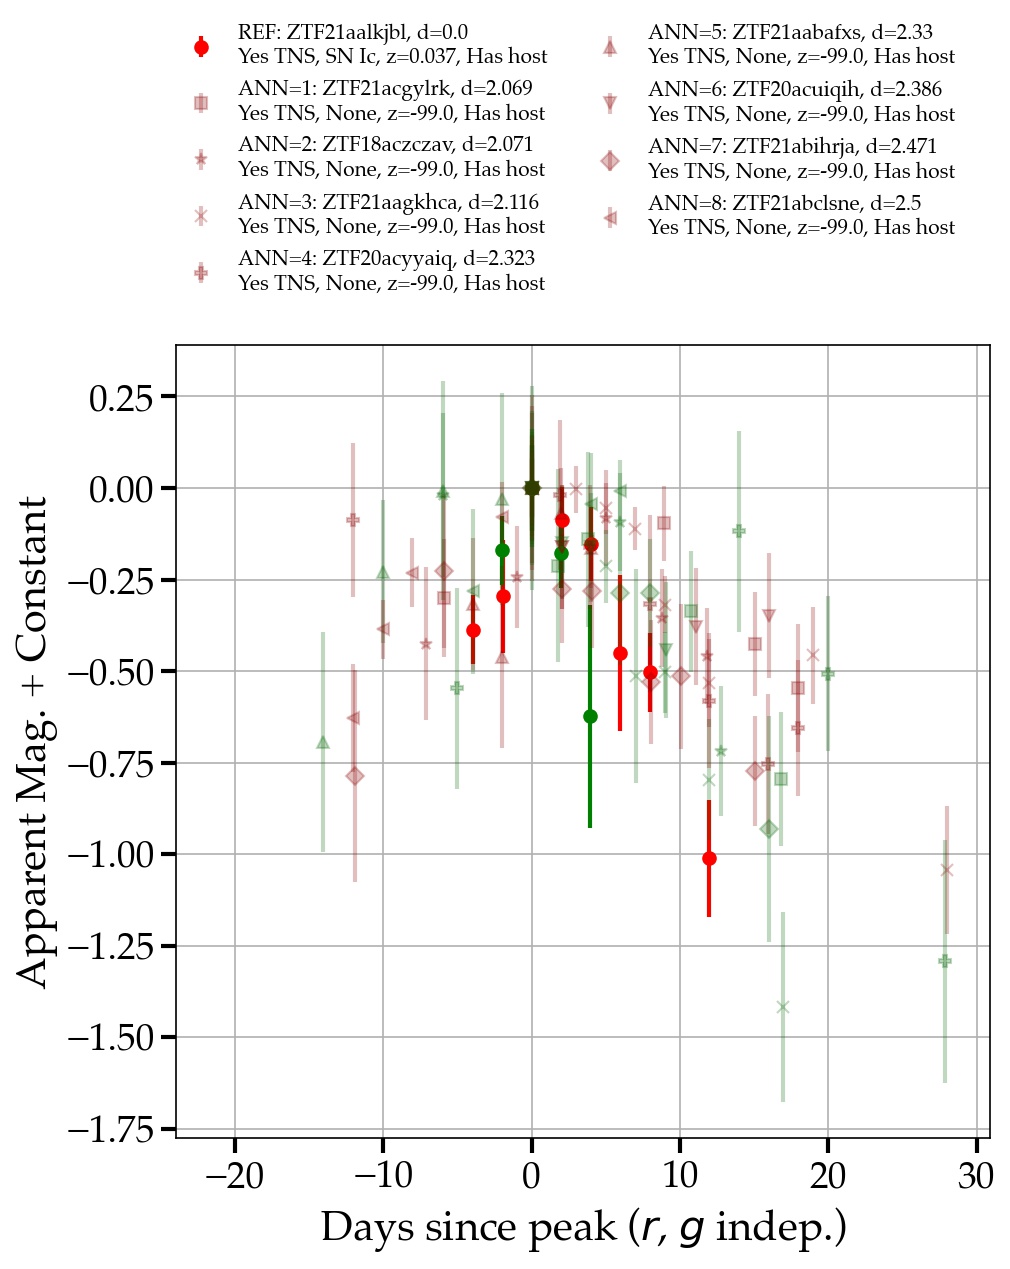 REF: ZTF21aalkjbl, d=0.0
Yes TNS, SN Ic, z=0.037, Has host
ANN=1: ZTF21acgylrk, d=2.069
Yes TNS, None, z=-99.0, Has host
ANN=2: ZTF18aczczav, d=2.071
Yes TNS, None, z=-99.0, Has host
ANN=3: ZTF21aagkhca, d=2.116
Yes TNS, None, z=-99.0, Has host
ANN=4: ZTF20acyyaiq, d=2.323
Yes TNS, None, z=-99.0, Has host
ANN=5: ZTF21aabafxs, d=2.33
Yes TNS, None, z=-99.0, Has host
ANN=6: ZTF20acuiqih, d=2.386
Yes TNS, None, z=-99.0, Has host
ANN=7: ZTF21abihrja, d=2.471
Yes TNS, None, z=-99.0, Has host
ANN=8: ZTF21abclsne, d=2.5
Yes TNS, None, z=-99.0, Has host
Apparent Mag. + Constant
0.25
0.00
−0.25
−0.50
−0.75
−1.00
−1.25
−1.50
−1.75
−20 −10 0 10 20 30
Days since peak (r, g indep.)